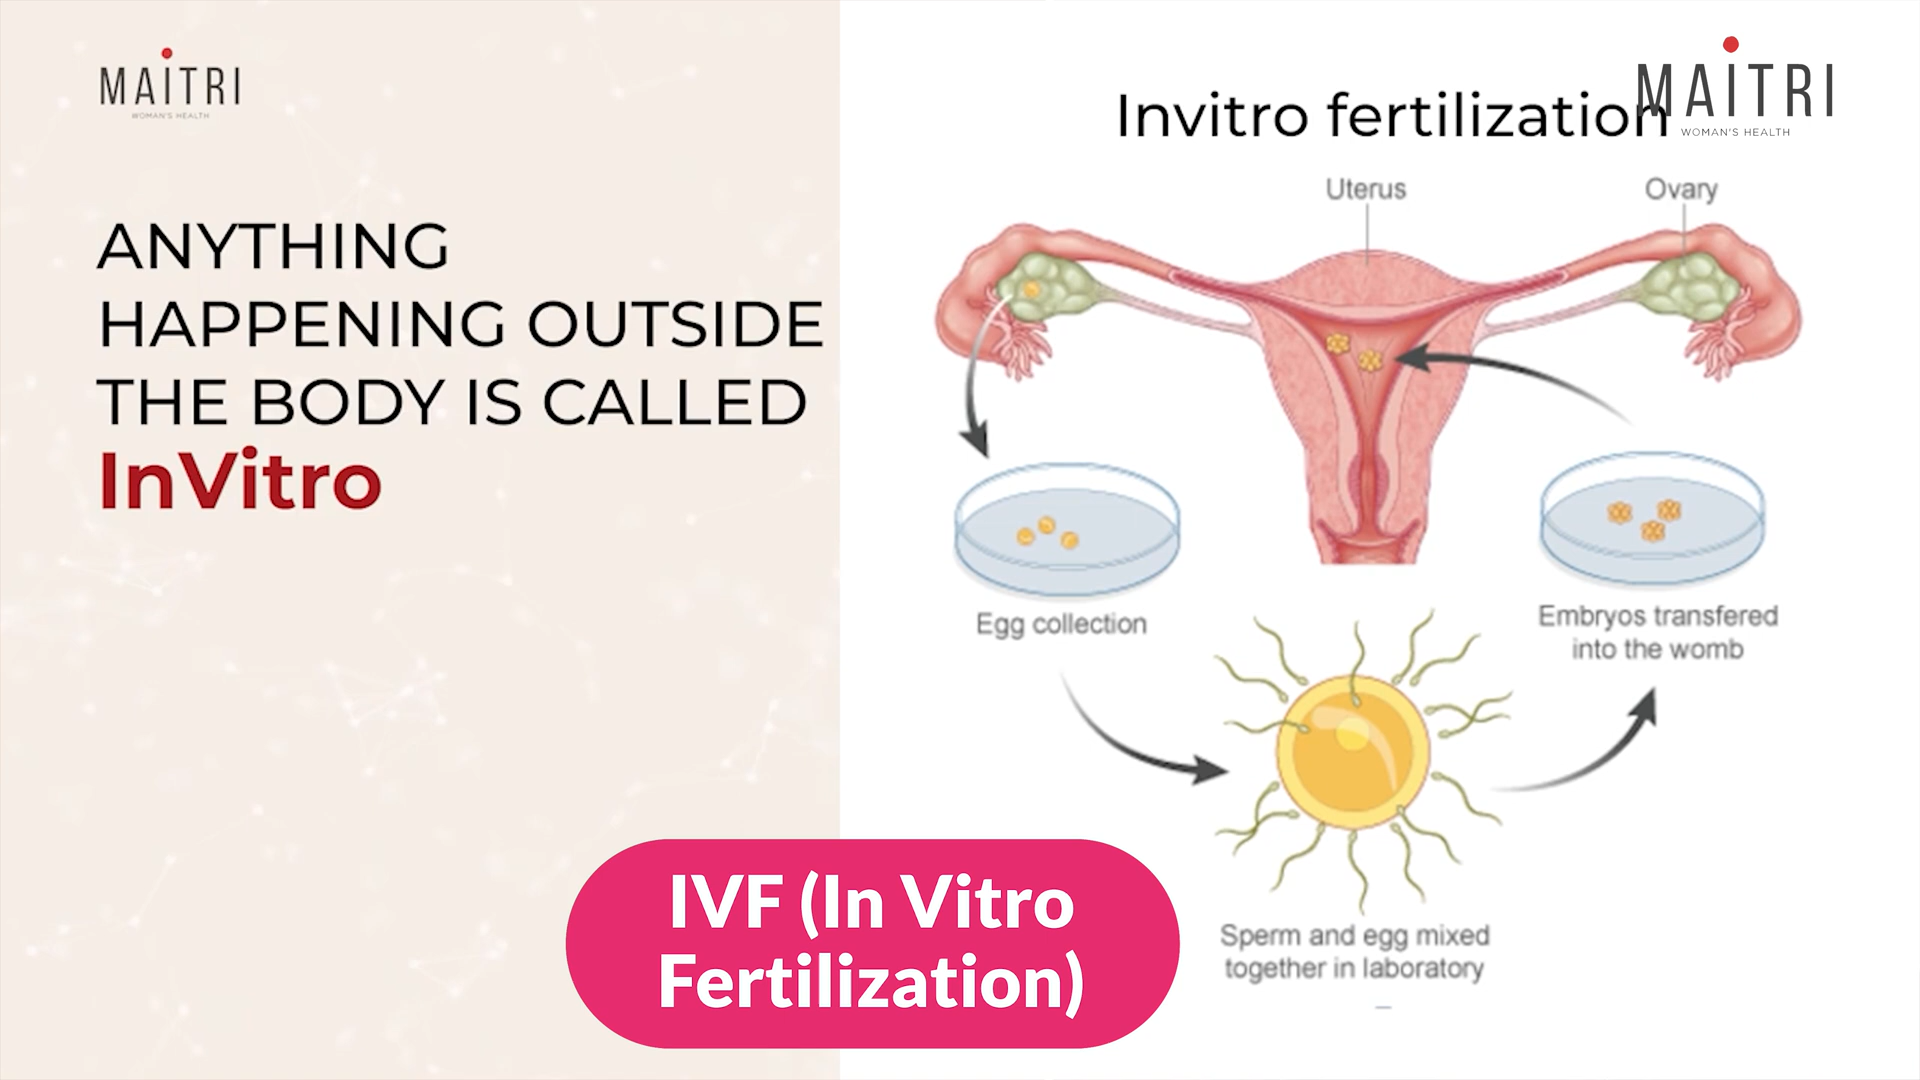 MAITRI
WOMAN'S HEALTH
ANYTHING
HAPPENING OUTSIDE
THE BODY IS CALLED
InVitro
Invitro fertilization
MAITRI
WOMAN'S HEALTH
Uterus
Ovary
Egg collection
Embryos transfered
into the womb
Sperm and egg mixed
together in laboratory
IVF (In Vitro
Fertilization)